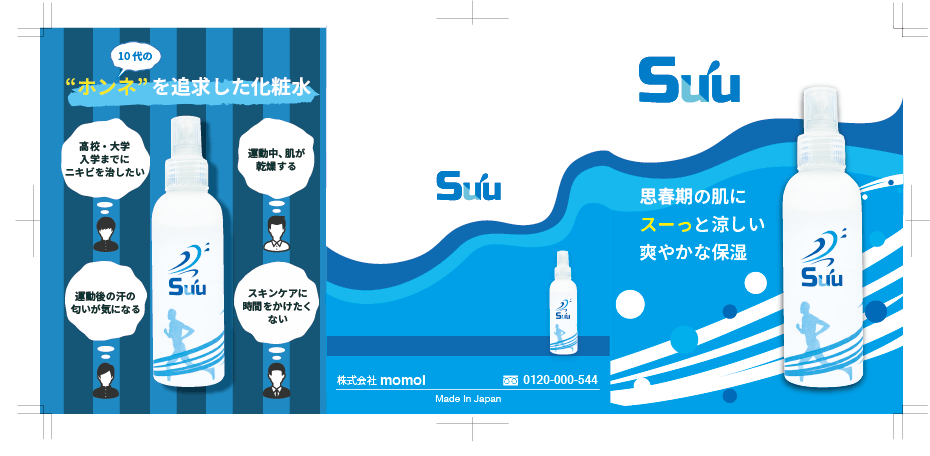 10代の
“ホンネ”を追求した化粧水
高校・大学
入学までに
ニキビを治したい
運動中、肌が
乾燥する
運動後の汗の
匂いが気になる
スキンケアに
時間をかけたく
ない
Suu
Suu
Suu
株式会社 momol
0120-000-544
Made In Japan
Suu
思春期の肌に
スーっと涼しい
爽やかな保湿
Suu